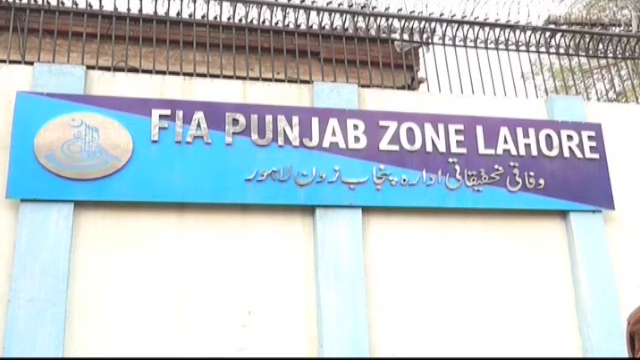 FIA PUNJAB ZONE LAHORE
وفاقی تحقیقاتی ادارہ پنجاب زون لاہور